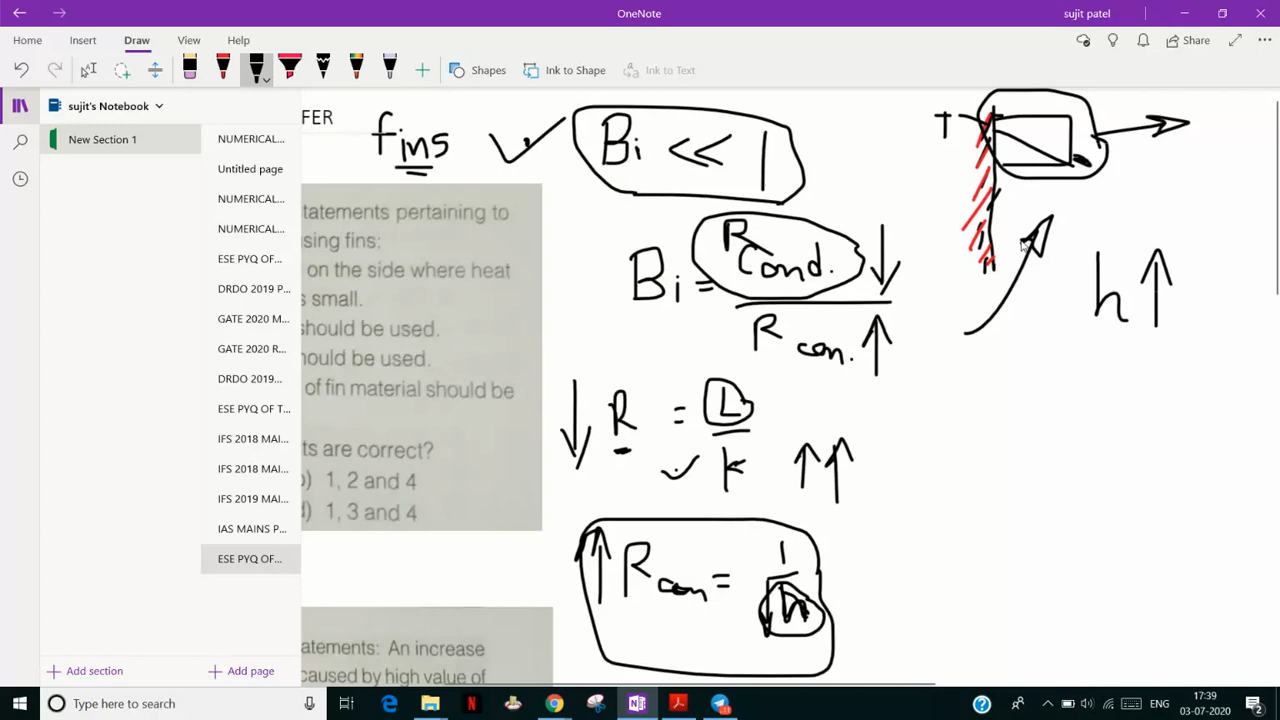 OneNote
sujit patel
Home Insert Draw View Help
Share
Shapes
Ink to Shape
Ink to Text
sujit's Notebook
New Section 1
NUMERICAL...
Untitled page
NUMERICAL...
NUMERICAL...
ESE PYQ OF...
DRDO 2019 P...
GATE 2020 M...
GATE 2020 R...
DRDO 2019...
ESE PYQ OF T...
IFS 2018 MAI...
IFS 2018 MAI...
IFS 2019 MAI...
IAS MAINS P...
ESE PYQ OF...
Add section
Add page
FER
tatements pertaining to
sing fins;
on the side where heat
s small.
should be used.
should be used.
of fin material should be
ts are correct?
) 1, 2 and 4
) 1, 3 and 4
atements: An increase
caused by high value of
fins ✓ Bi << 1
Bi = R cond. ↓
R con. ↑
↓ R = L
✓ k ↑↑
↑ R con = 1
h
T
h ↑
Type here to search
ENG
17:39
03-07-2020
2